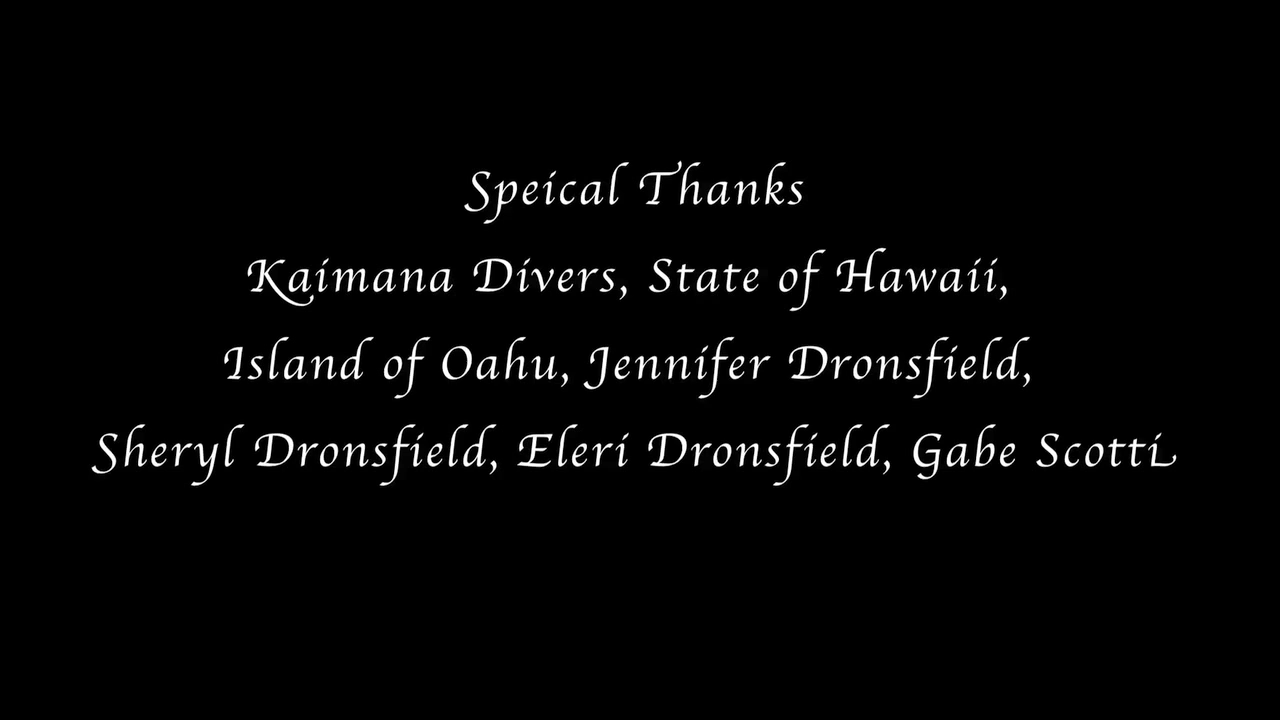 Speical Thanks
Kaimana Divers, State of Hawaii,
Island of Oahu, Jennifer Dronsfield,
Sheryl Dronsfield, Eleri Dronsfield, Gabe Scotti